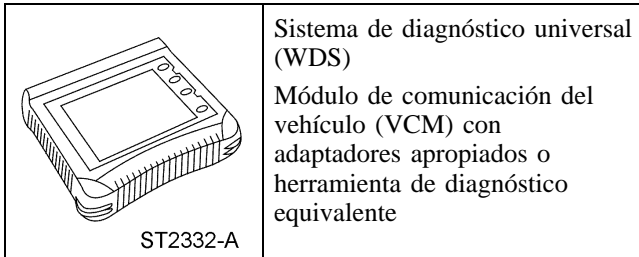 Sistema de diagnóstico universal
(WDS)
Módulo de comunicación del
vehículo (VCM) con
adaptadores apropiados o
herramienta de diagnóstico
equivalente
ST2332-A